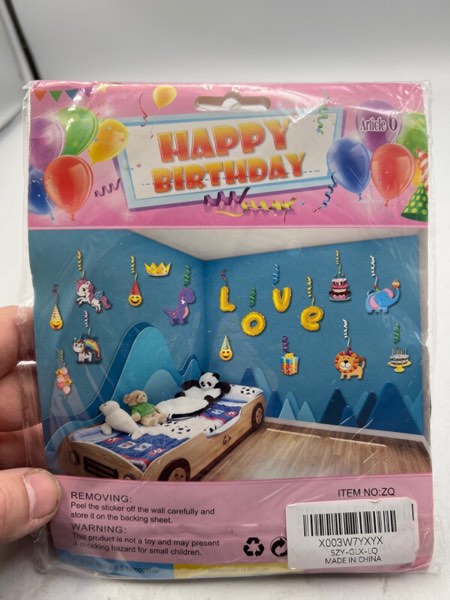 Article 0
HAPPY
BIRTHDAY
LOVe
REMOVING:
Peel the sticker off the wall carefully and
store it on the backing sheet.
WARNING:
This product is not a toy and may present
a choking hazard for small children.
ITEM NO:ZQ
X003W7YXYX
SZY-GLX-LQ
MADE IN CHINA